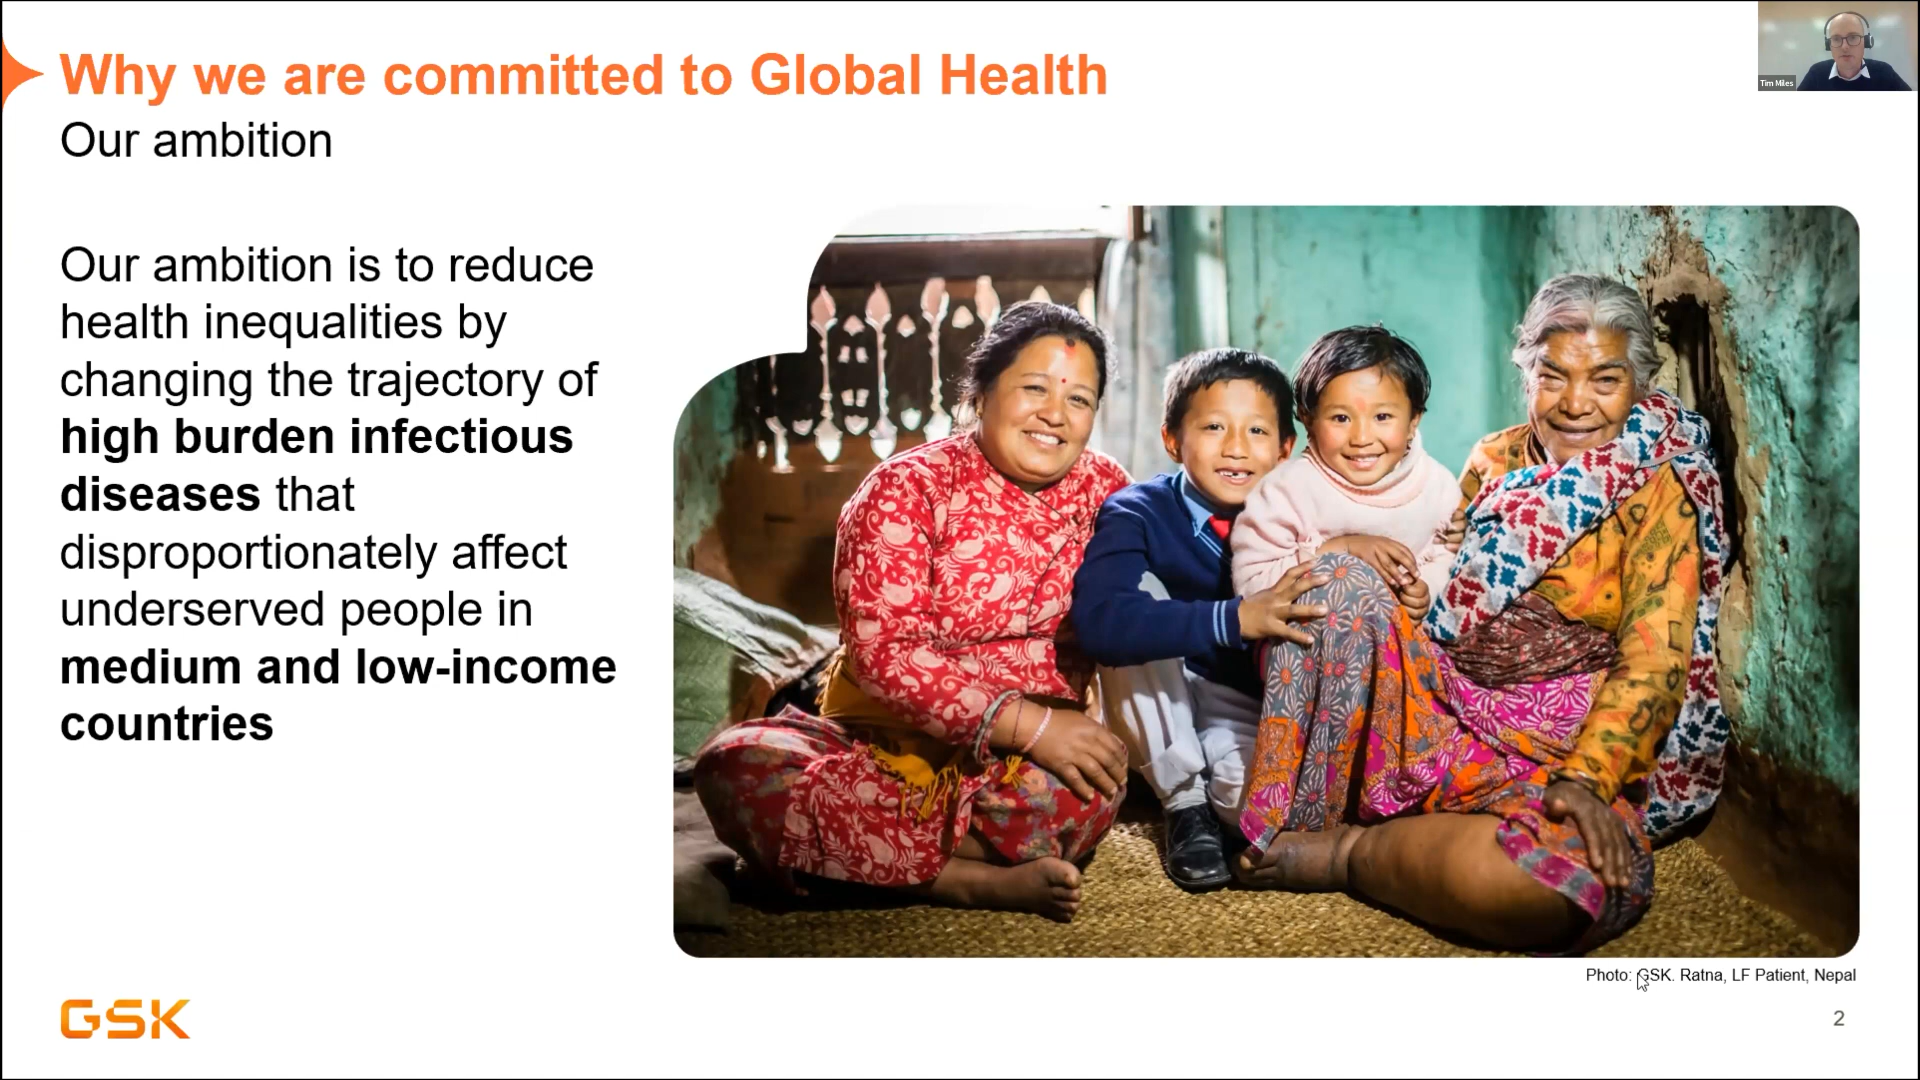 Why we are committed to Global Health
Our ambition
Our ambition is to reduce
health inequalities by
changing the trajectory of
high burden infectious
diseases that
disproportionately affect
underserved people in
medium and low-income
countries
Tim Miles
Photo: GSK. Ratna, LF Patient, Nepal
GSK
2